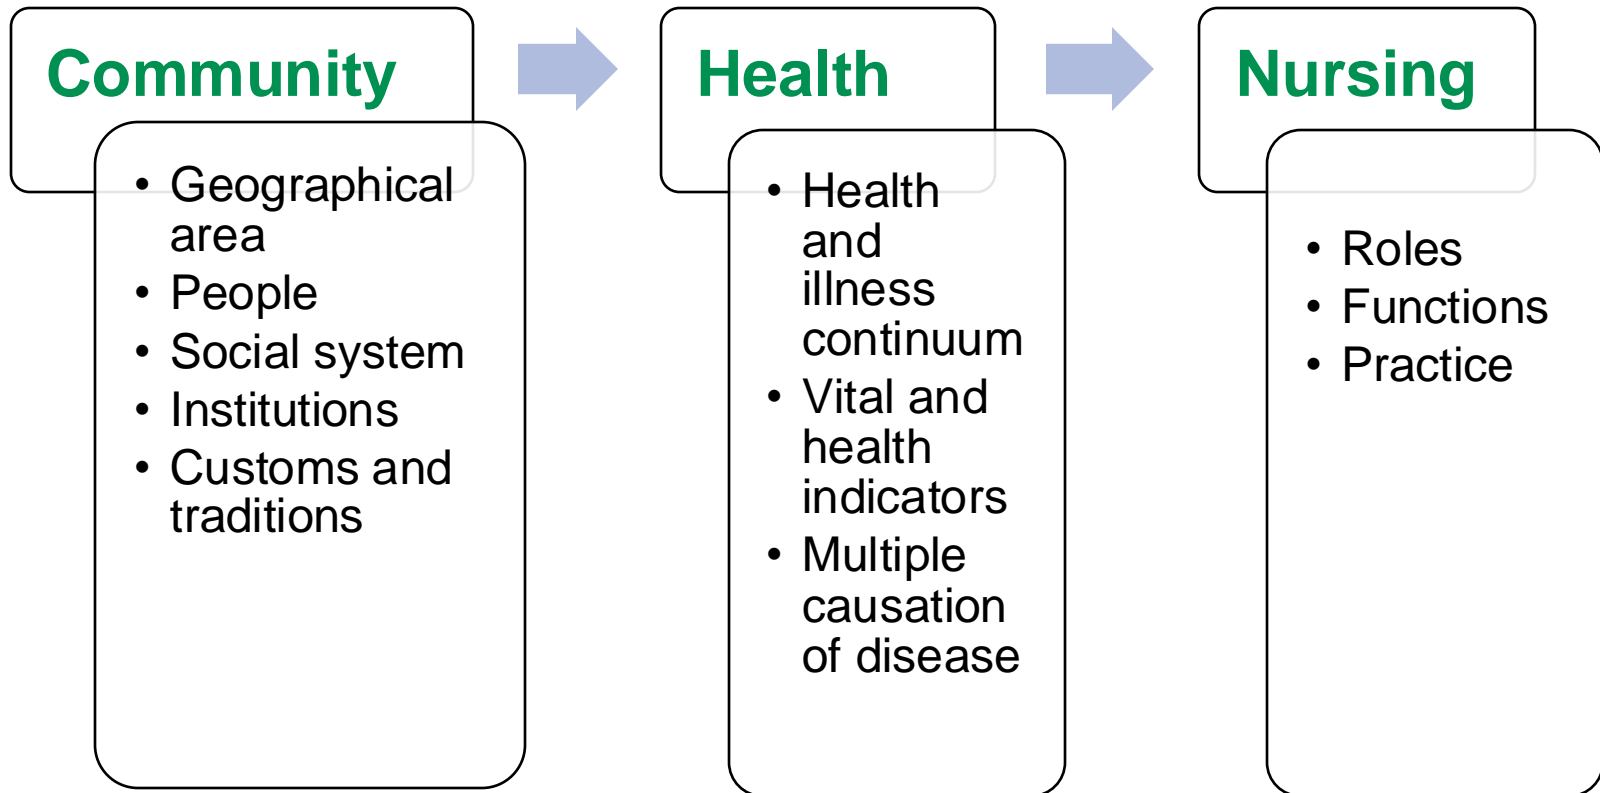 Community
• Geographical
area
• People
• Social system
• Institutions
• Customs and
traditions
Health
• Health
and
illness
continuum
• Vital and
health
indicators
• Multiple
causation
of disease
Nursing
• Roles
• Functions
• Practice